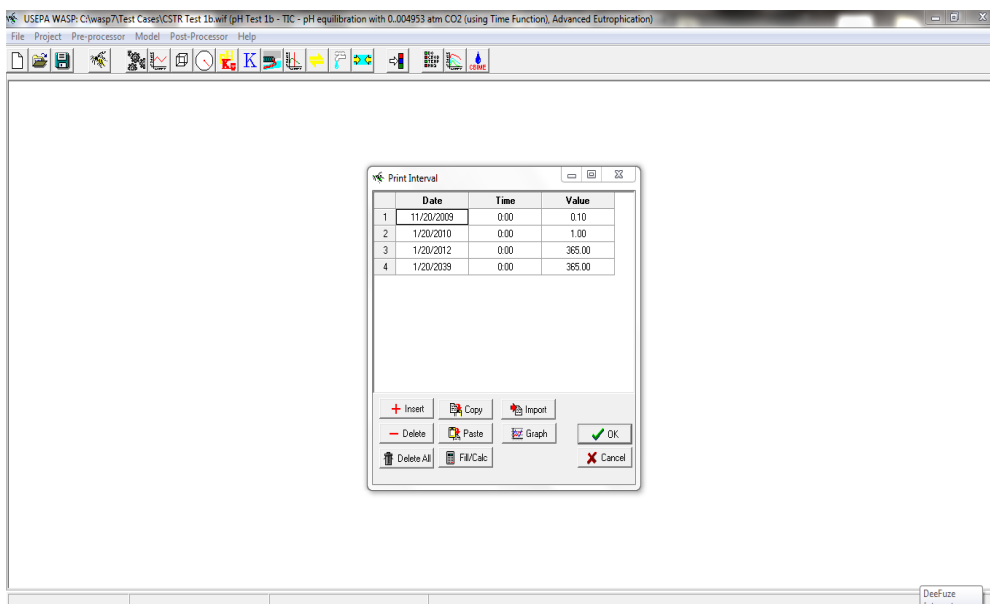 USEPA WASP: C:\wasp7\Test Cases\CSTR Test 1b.wif (pH Test 1b - TIC - pH equilibration with 0..004953 atm CO2 (using Time Function), Advanced Eutrophication)
File Project Pre-processor Model Post-Processor Help
Kg K
Print Interval
Date Time Value
1 11/20/2009 0:00 0.10
2 1/20/2010 0:00 1.00
3 1/20/2012 0:00 365.00
4 1/20/2039 0:00 365.00
Insert Copy Import
Delete Paste Graph OK
Delete All Fill/Calc Cancel
DeeFuze